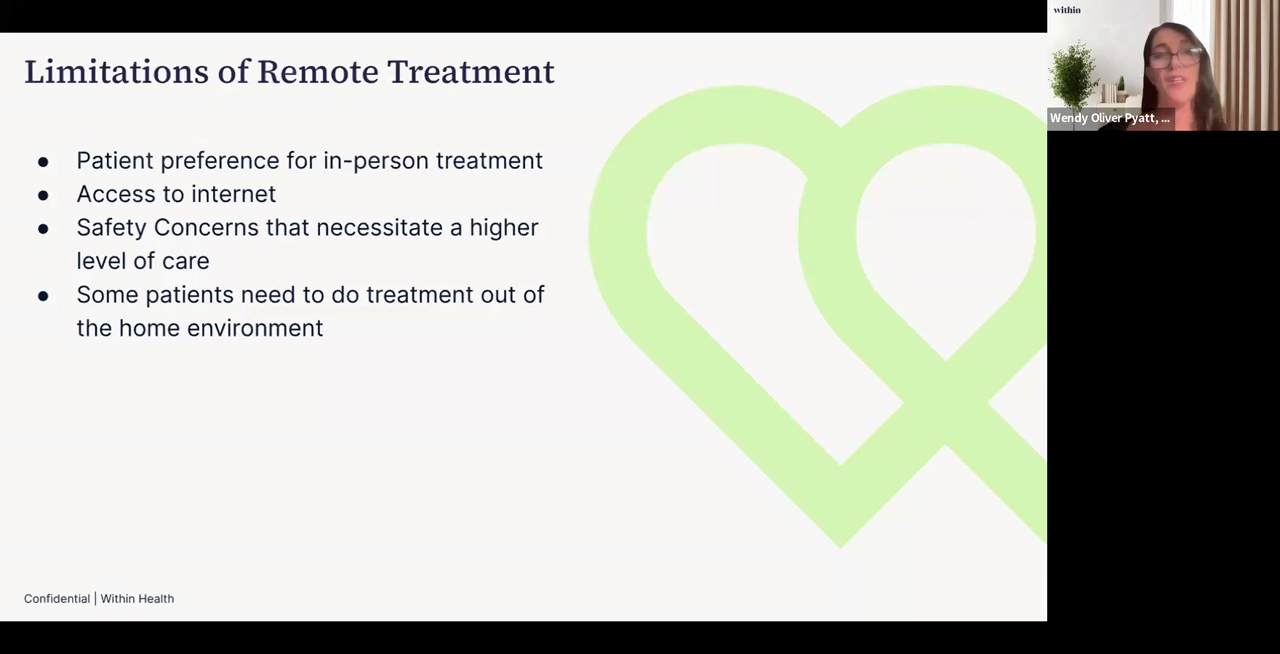 Limitations of Remote Treatment
● Patient preference for in-person treatment
● Access to internet
● Safety Concerns that necessitate a higher
level of care
● Some patients need to do treatment out of
the home environment
Confidential | Within Health
within
Wendy Oliver Pyatt, ...